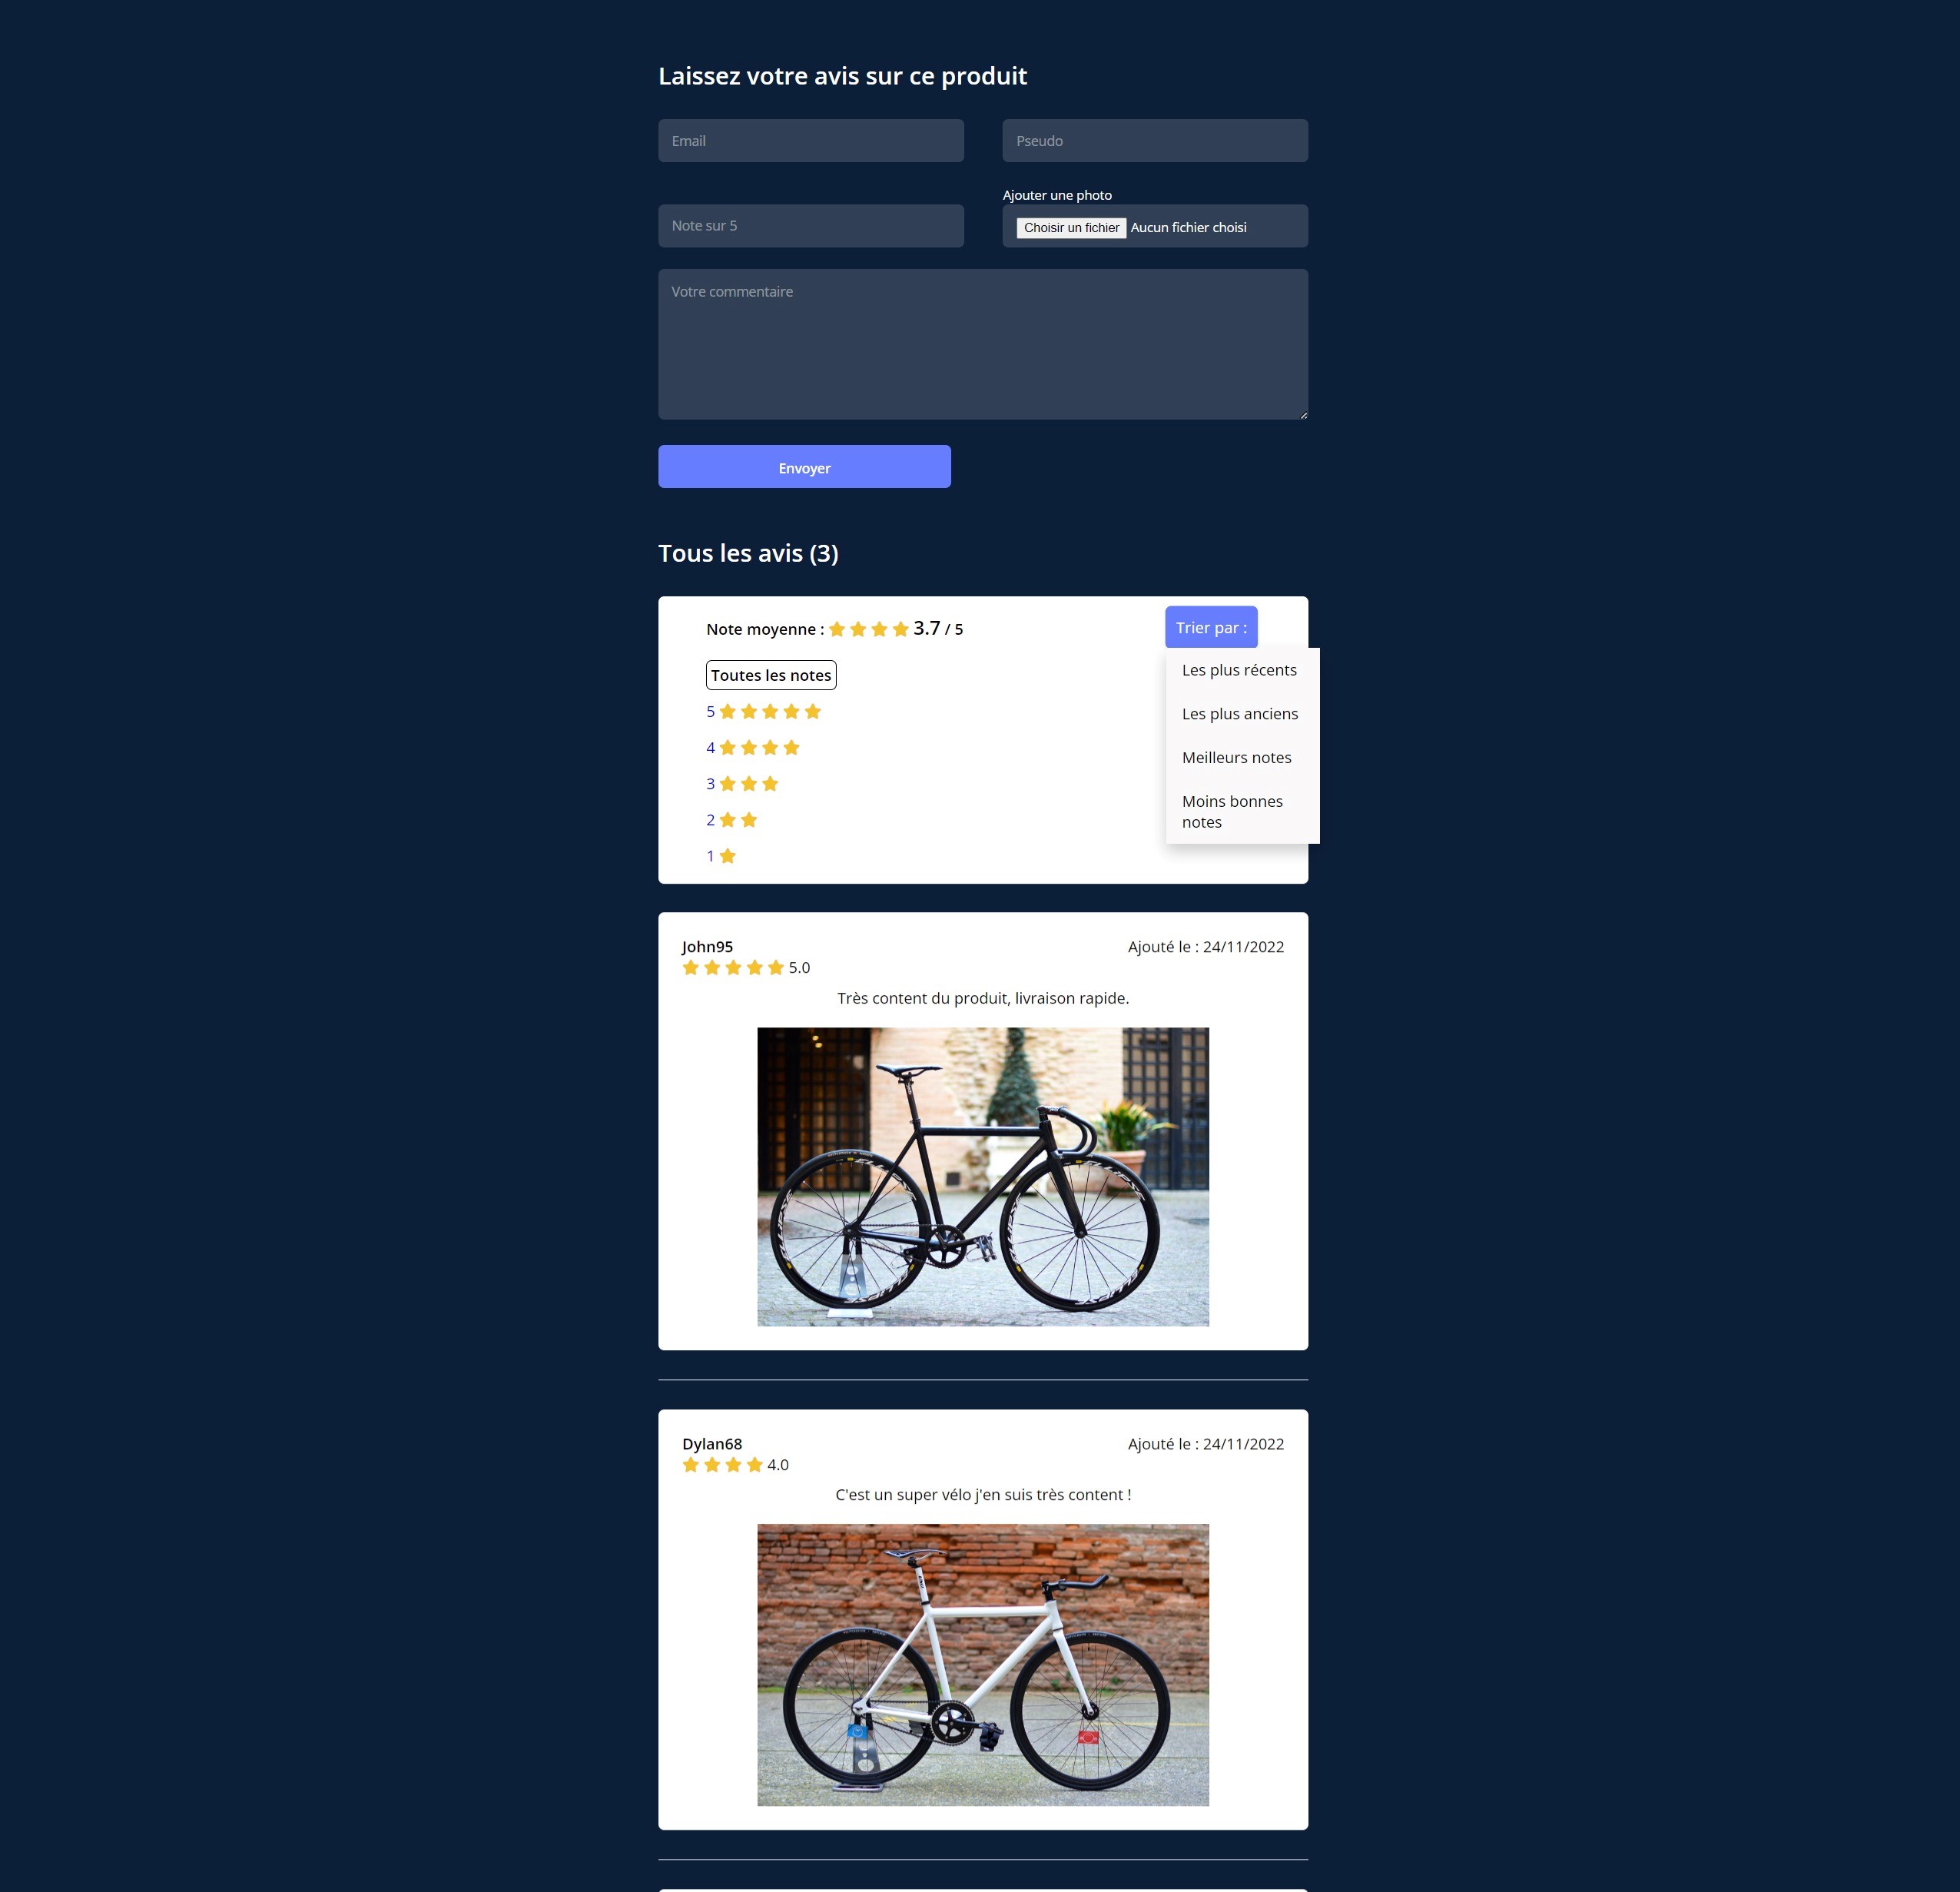 Laissez votre avis sur ce produit
Email
Pseudo
Ajouter une photo
Note sur 5
Choisir un fichier Aucun fichier choisi
Votre commentaire
Envoyer
Tous les avis (3)
Note moyenne : 3.7 / 5
Trier par :
Les plus récents
Les plus anciens
Meilleurs notes
Moins bonnes
notes
Toutes les notes
5
4
3
2
1
John95
Ajouté le : 24/11/2022
5.0
Très content du produit, livraison rapide.
Dylan68
Ajouté le : 24/11/2022
4.0
C'est un super vélo j'en suis très content !